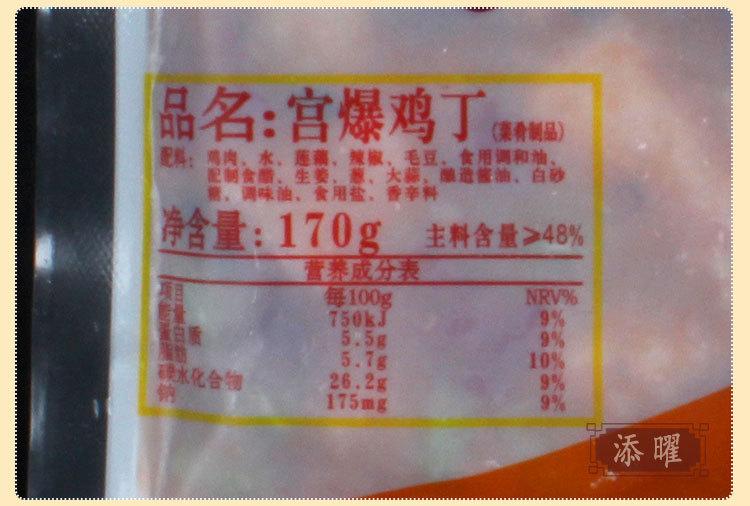 品名:宫爆鸡丁(菜肴制品)
配料: 鸡肉、水、莲藕、辣椒、毛豆、食用调和油、
配制食醋、生姜、葱、大蒜、酿造酱油、白砂
糖、调味油、食用盐、香辛料
净含量: 170g 主料含量≥48%
营养成分表
项目 每100g NRV%
能量 750kJ 9%
蛋白质 5.5g 9%
脂肪 5.7g 10%
碳水化合物 26.2g 9%
钠 175mg 9%
添曜